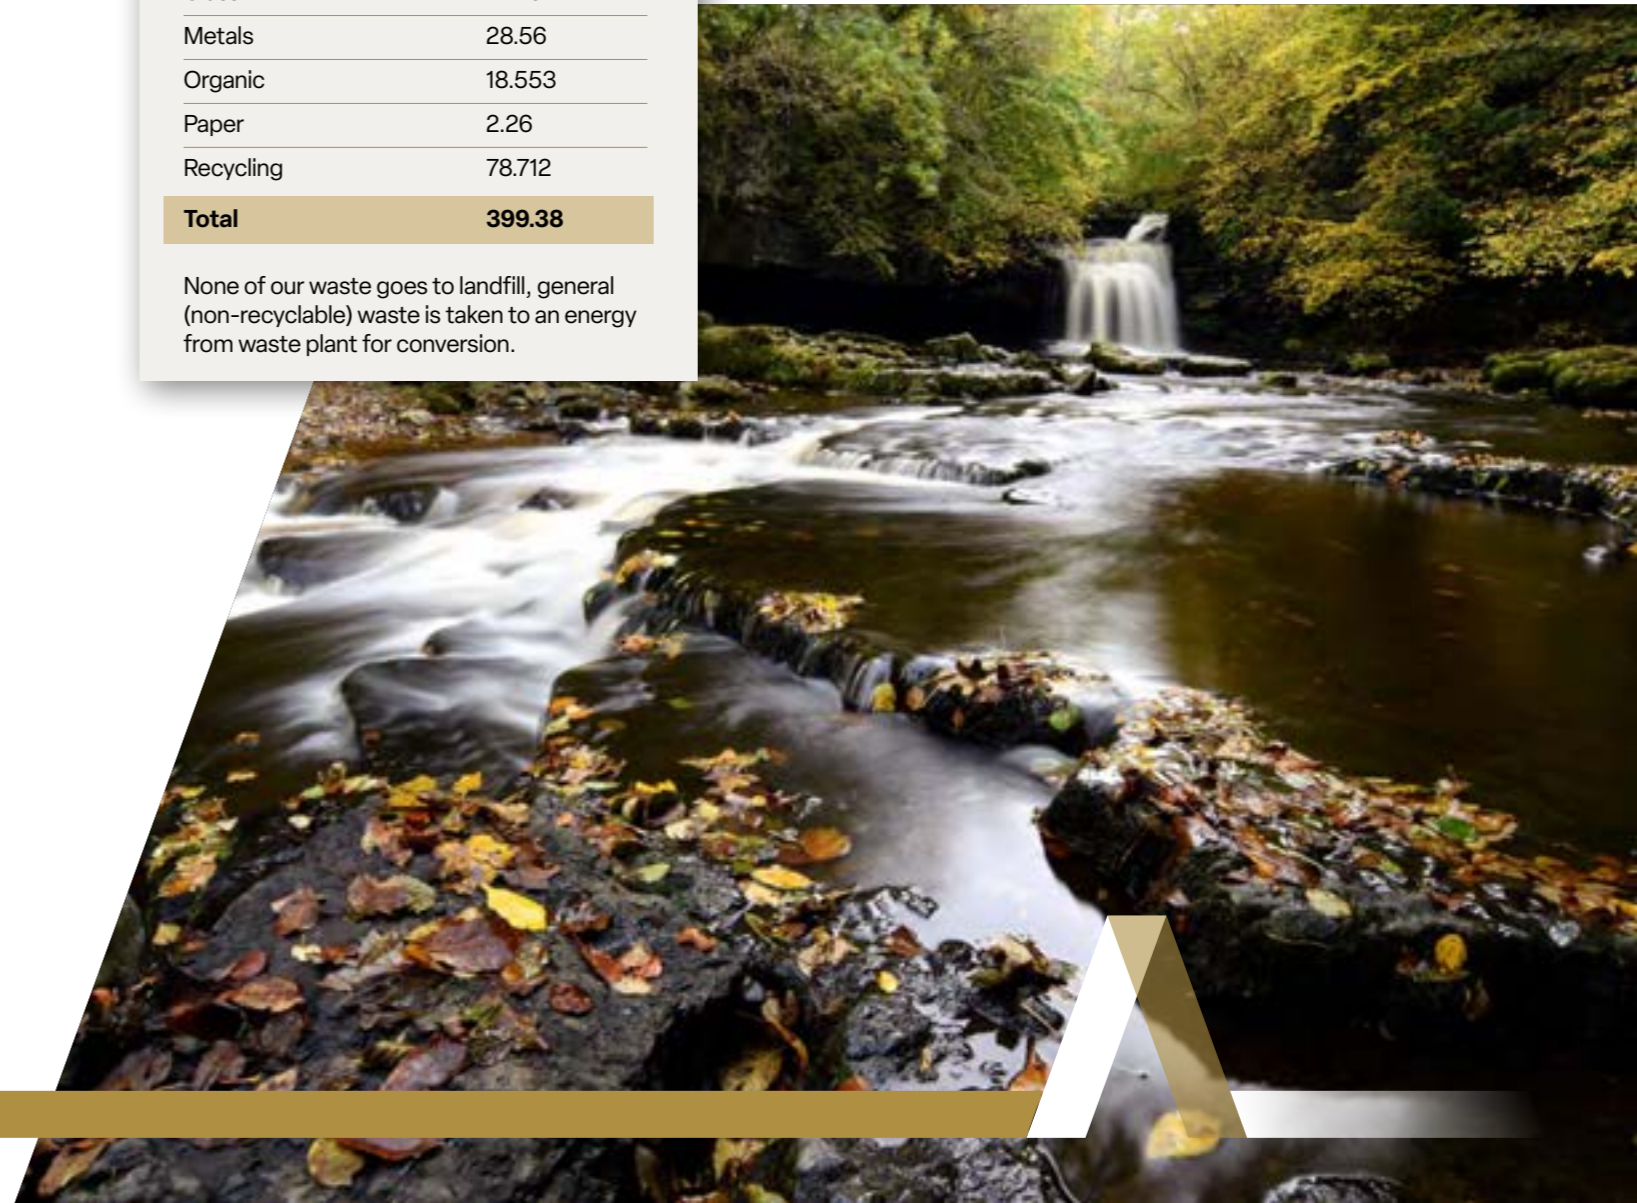 Metals 28.56
Organic 18.553
Paper 2.26
Recycling 78.712
Total 399.38
None of our waste goes to landfill, general
(non-recyclable) waste is taken to an energy
from waste plant for conversion.